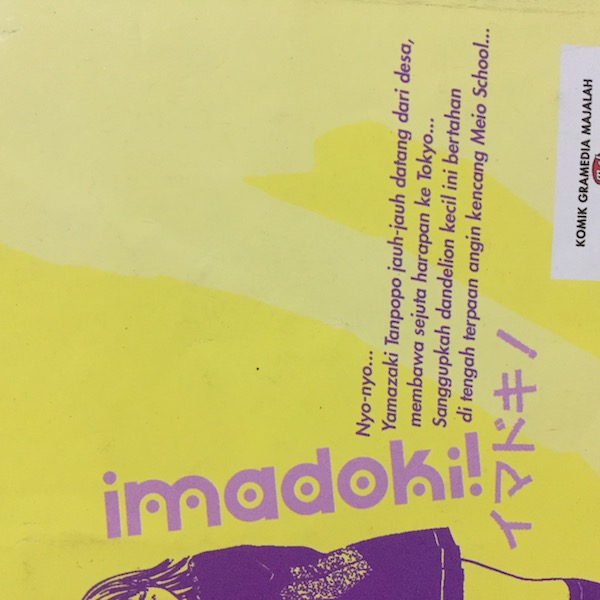 imadoki!
イマドキ!
Nyo-nyo...
Yamazaki Tanpopo jauh-jauh datang dari desa,
membawa sejuta harapan ke Tokyo...
Sanggupkah dandelion kecil ini bertahan
di tengah terpaan angin kencang Meio School...
KOMIK GRAMEDIA MAJALAH